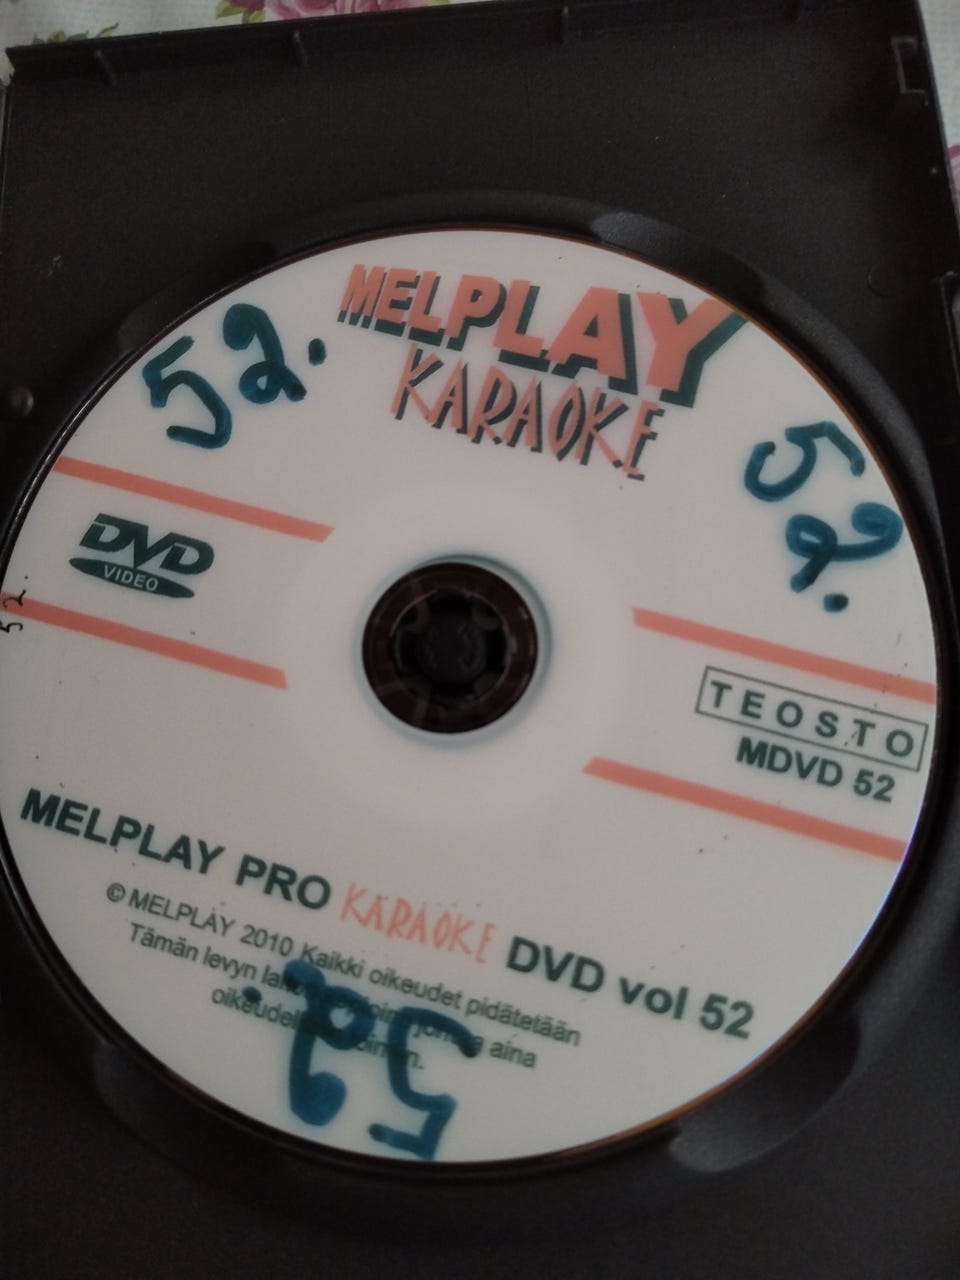 MELPLAY
KARAOKE
52.
52.
DVD
VIDEO
52
TEOSTO
MDVD 52
MELPLAY PRO KARAOKE DVD vol 52
© MELPLAY 2010 Kaikki oikeudet pidätetään
Tämän levyn aina
52.